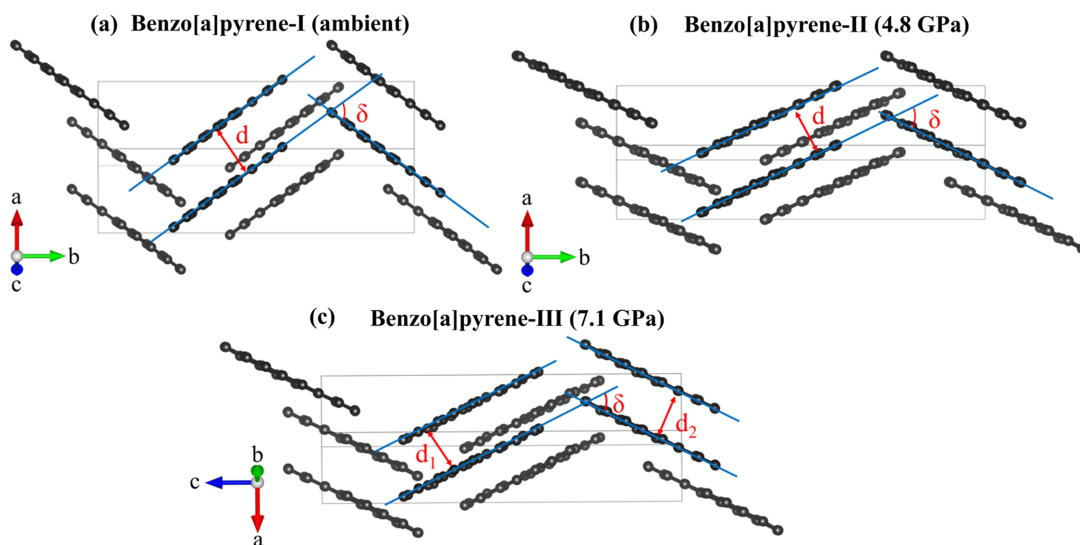 (a) Benzo[a]pyrene-I (ambient)
d
δ
a
b
c
(b) Benzo[a]pyrene-II (4.8 GPa)
d
δ
a
b
c
(c) Benzo[a]pyrene-III (7.1 GPa)
d1
δ
d2
b
c
a